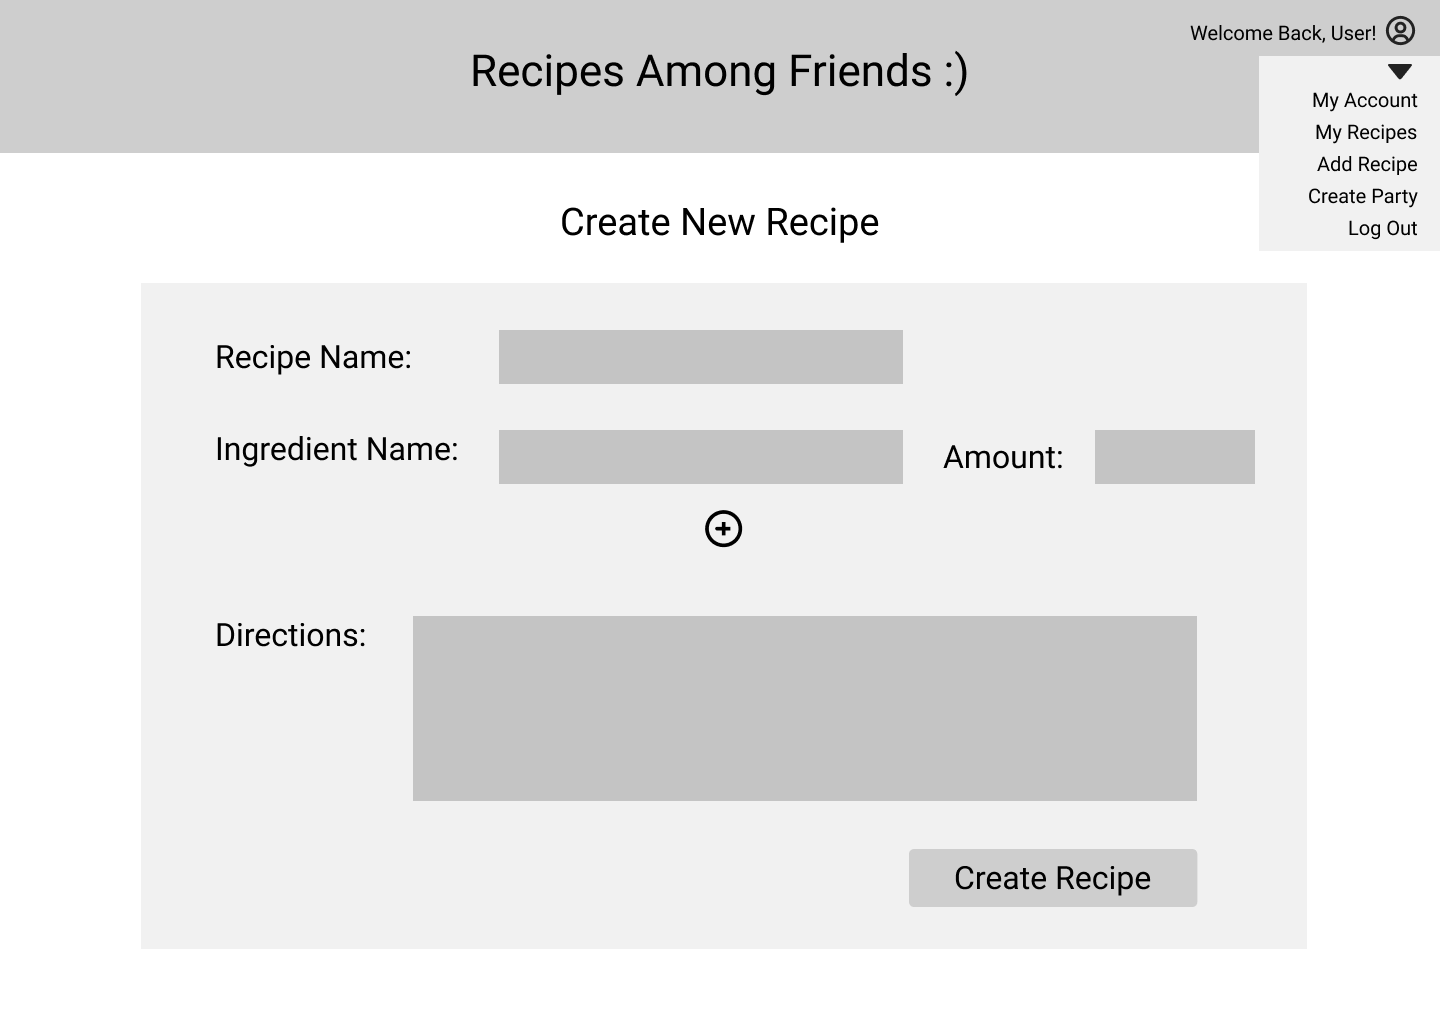 Welcome Back, User!
Recipes Among Friends :)
My Account
My Recipes
Add Recipe
Create Party
Log Out
Create New Recipe
Recipe Name:
Ingredient Name:
Amount:
Directions:
Create Recipe